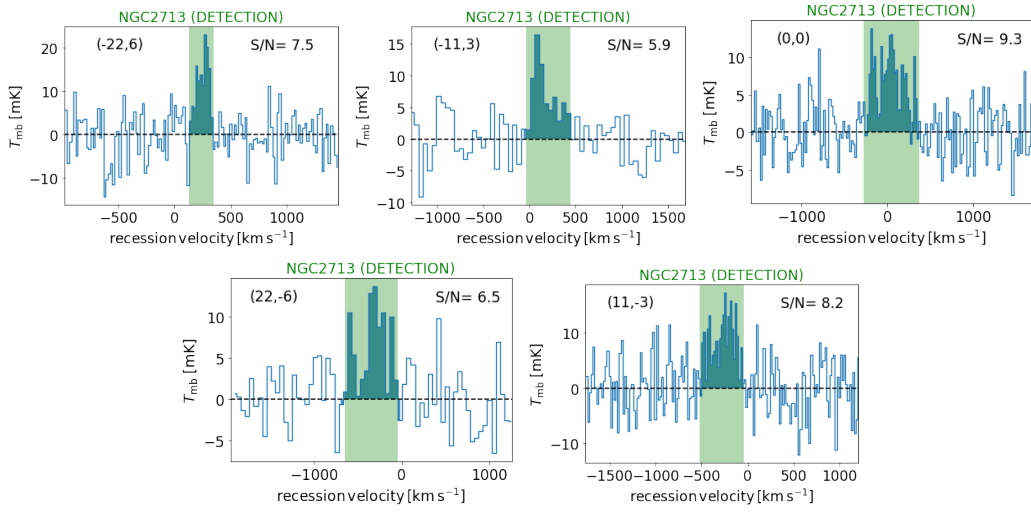 NGC2713 (DETECTION)
(-22,6)
S/N= 7.5
20
10
0
−10
T_mb [mK]
−500
0
500
1000
recession velocity [km s⁻¹]
NGC2713 (DETECTION)
(-11,3)
S/N= 5.9
15
10
5
0
−5
−10
T_mb [mK]
−1000
−500
0
500
1000
1500
recession velocity [km s⁻¹]
NGC2713 (DETECTION)
(0,0)
S/N= 9.3
10
5
0
−5
T_mb [mK]
−1000
0
1000
recession velocity [km s⁻¹]
NGC2713 (DETECTION)
(22,-6)
S/N= 6.5
10
5
0
−5
T_mb [mK]
−1000
0
1000
recession velocity [km s⁻¹]
NGC2713 (DETECTION)
(11,-3)
S/N= 8.2
10
0
−10
T_mb [mK]
−1500
−1000
−500
0
500
1000
recession velocity [km s⁻¹]